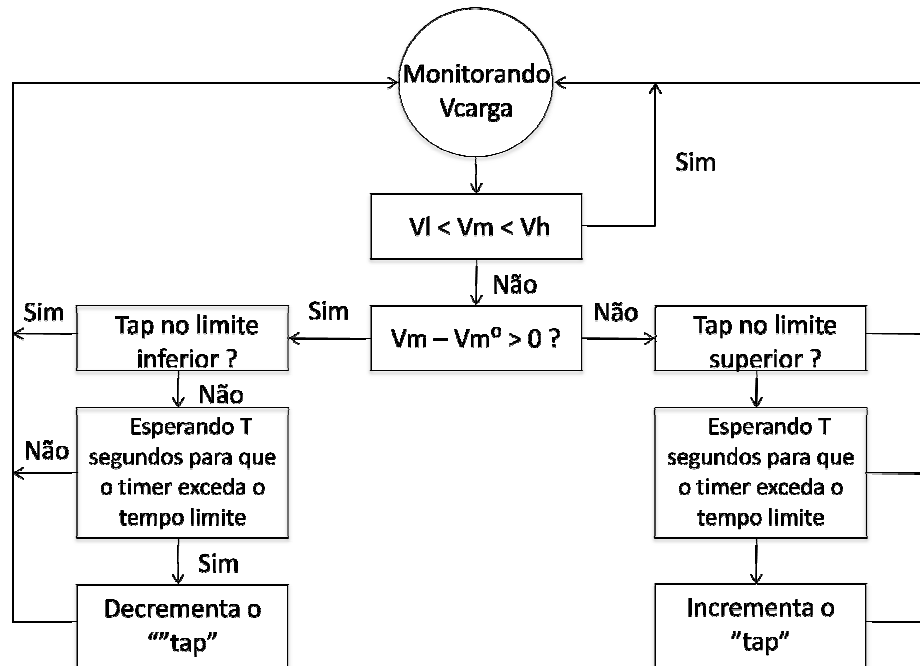 Monitorando
Vcarga
Sim
Vl < Vm < Vh
Não
Sim
Tap no limite
inferior ?
Sim
Vm – Vmº > 0 ?
Não
Tap no limite
superior ?
Não
Não
Esperando T
segundos para que
o timer exceda o
tempo limite
Esperando T
segundos para que
o timer exceda o
tempo limite
Sim
Decrementa o
“”tap”
Incrementa o
”tap”